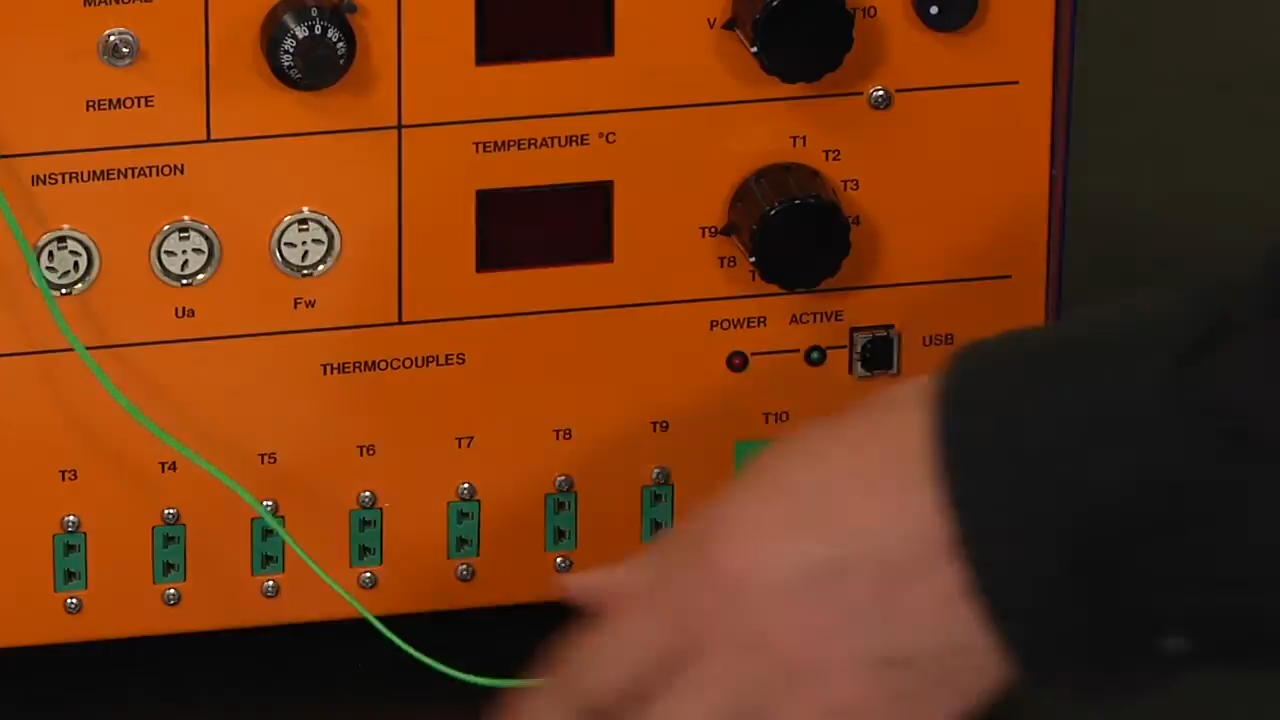 MANUAL
REMOTE
V
T10
INSTRUMENTATION
Ua
Fw
TEMPERATURE °C
T1
T2
T3
T9
T8
POWER
ACTIVE
USB
THERMOCOUPLES
T3
T4
T5
T6
T7
T8
T9
T10